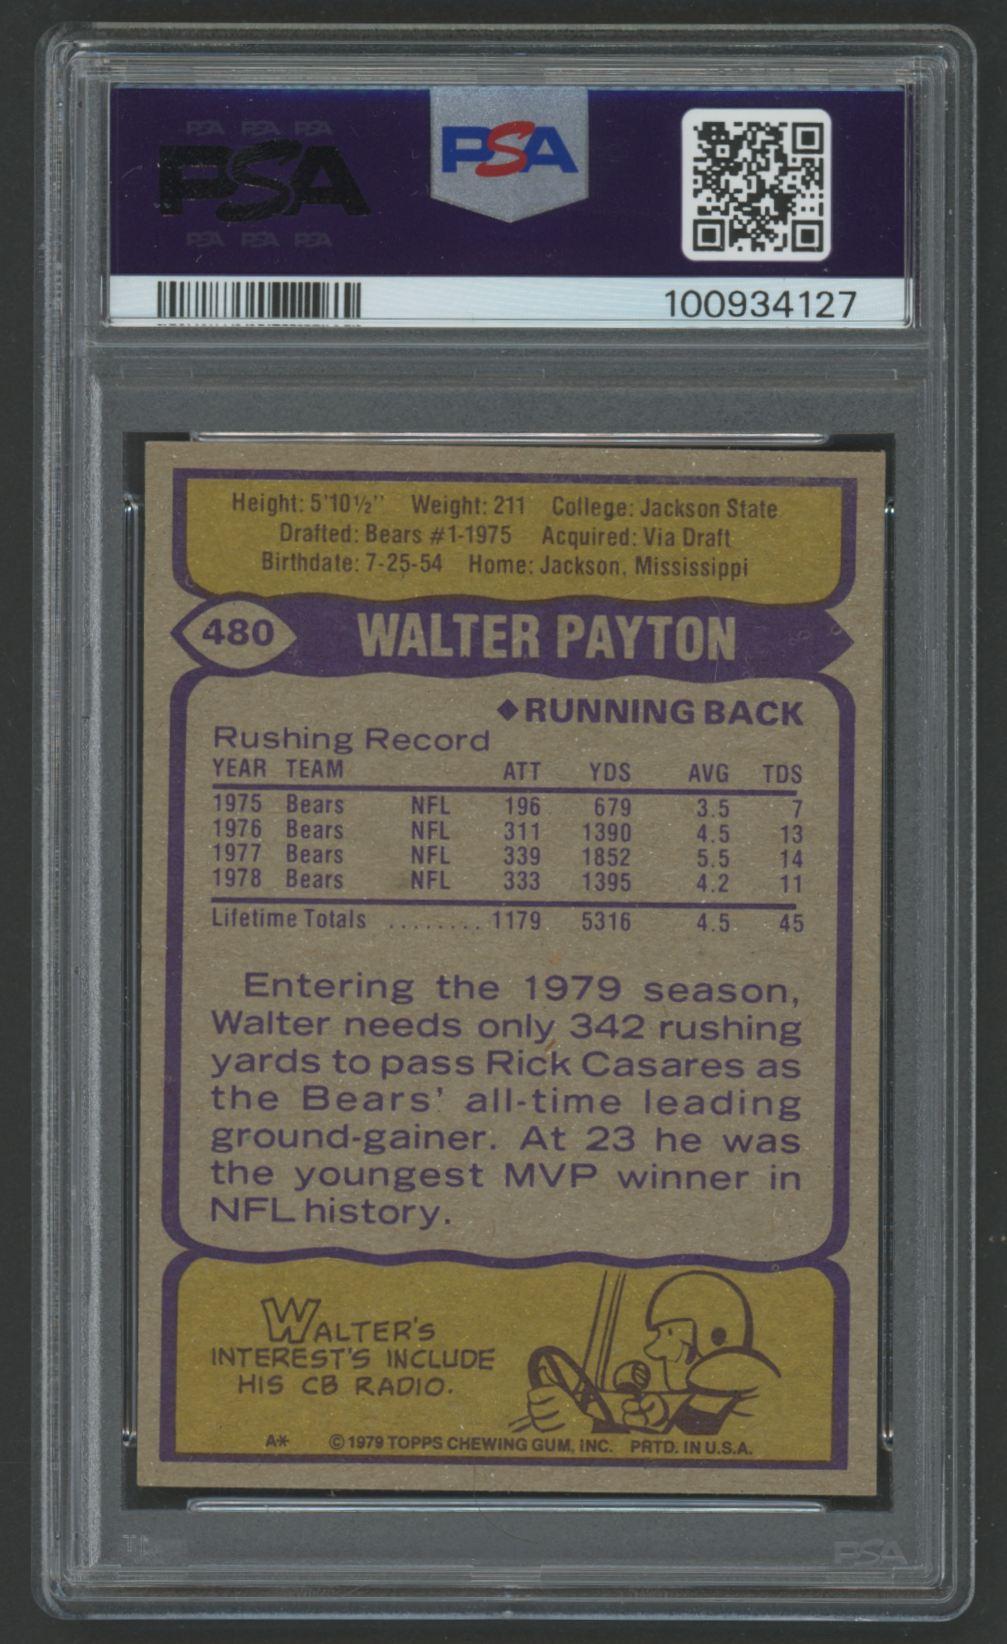 PSA PSA PSA
PSA
PSA PSA PSA
PSA
100934127
Height: 5'10½" Weight: 211 College: Jackson State
Drafted: Bears #1-1975 Acquired: Via Draft
Birthdate: 7-25-54 Home: Jackson, Mississippi
480 WALTER PAYTON
◆RUNNING BACK
Rushing Record
YEAR TEAM ATT YDS AVG TDS
1975 Bears NFL 196 679 3.5 7
1976 Bears NFL 311 1390 4.5 13
1977 Bears NFL 339 1852 5.5 14
1978 Bears NFL 333 1395 4.2 11
Lifetime Totals ........ 1179 5316 4.5 45
Entering the 1979 season,
Walter needs only 342 rushing
yards to pass Rick Casares as
the Bears' all-time leading
ground-gainer. At 23 he was
the youngest MVP winner in
NFL history.
WALTER'S
INTEREST'S INCLUDE
HIS CB RADIO.
A* © 1979 TOPPS CHEWING GUM, INC. PRTD. IN U.S.A.
PSA